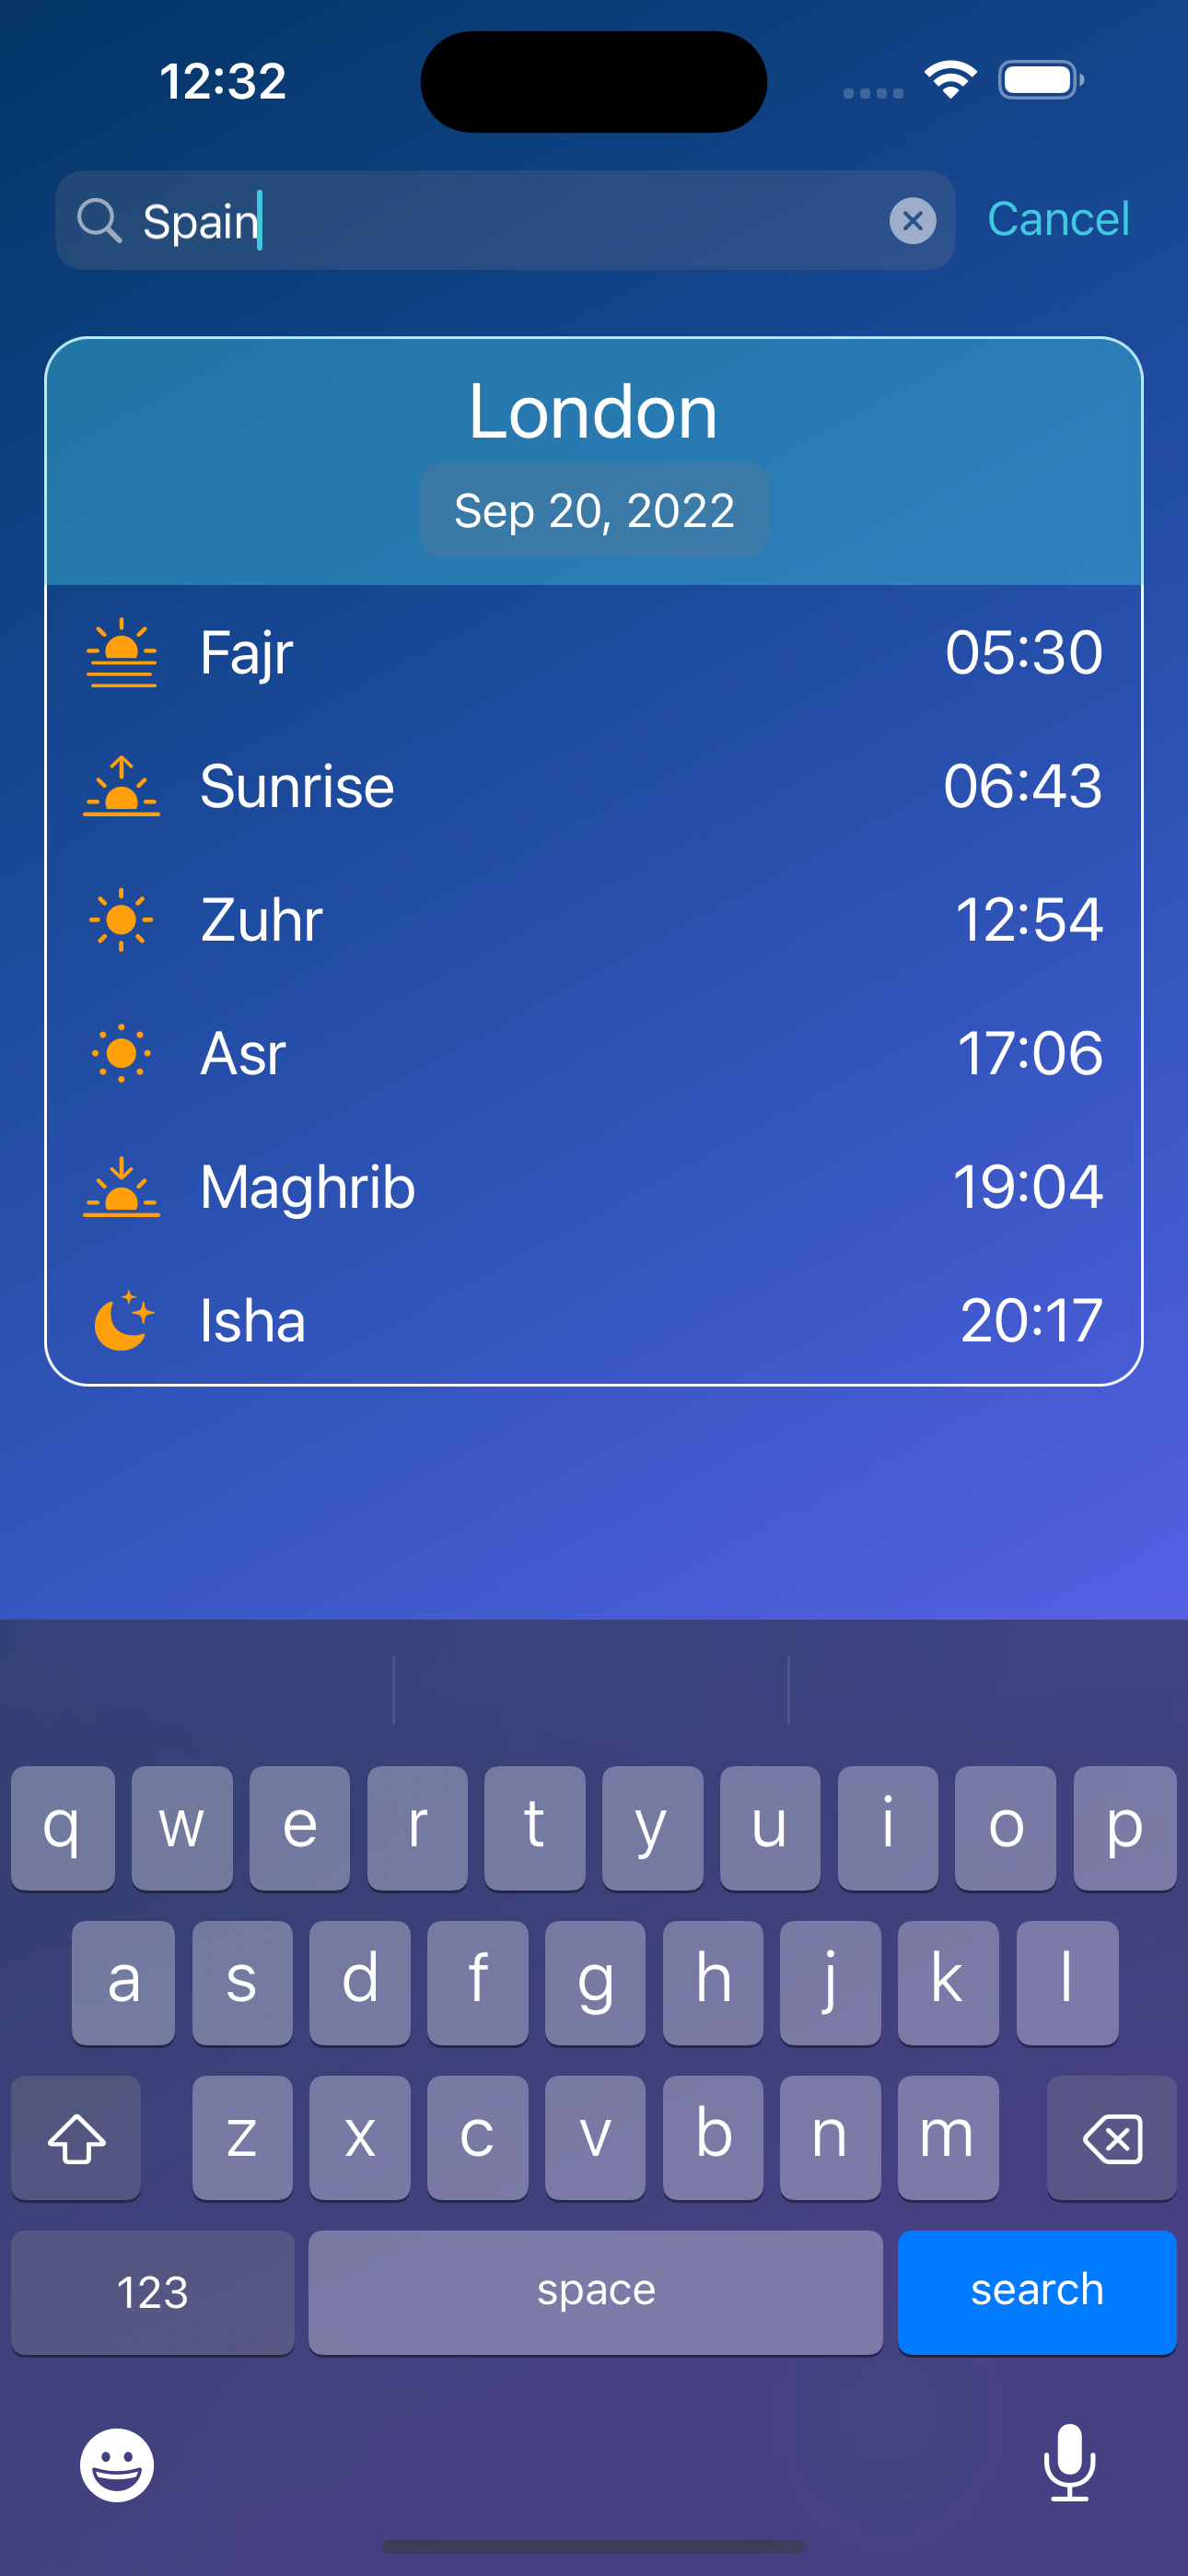 12:32
Spain Cancel
London
Sep 20, 2022
Fajr 05:30
Sunrise 06:43
Zuhr 12:54
Asr 17:06
Maghrib 19:04
Isha 20:17
q w e r t y u i o p
a s d f g h j k l
z x c v b n m
123 space search